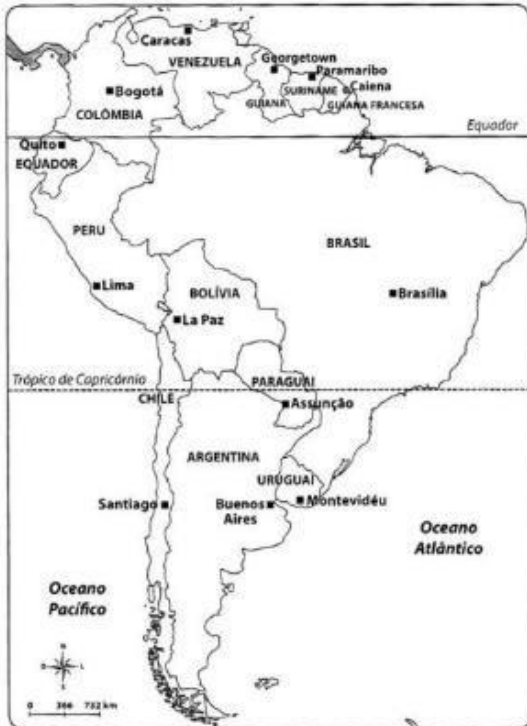 Caracas
VENEZUELA
Georgetown
Paramaribo
Bogotá
SURINAME
Caiena
GUIANA
GUIANA FRANCESA
COLÔMBIA
Equador
Quito
EQUADOR
PERU
BRASIL
Lima
BOLÍVIA
Brasília
La Paz
Trópico de Capricórnio
PARAGUAI
CHILE
Assunção
ARGENTINA
URUGUAI
Santiago
Buenos
Aires
Montevidéu
Oceano
Atlântico
Oceano
Pacífico
N
O
L
S
0 366 732 km